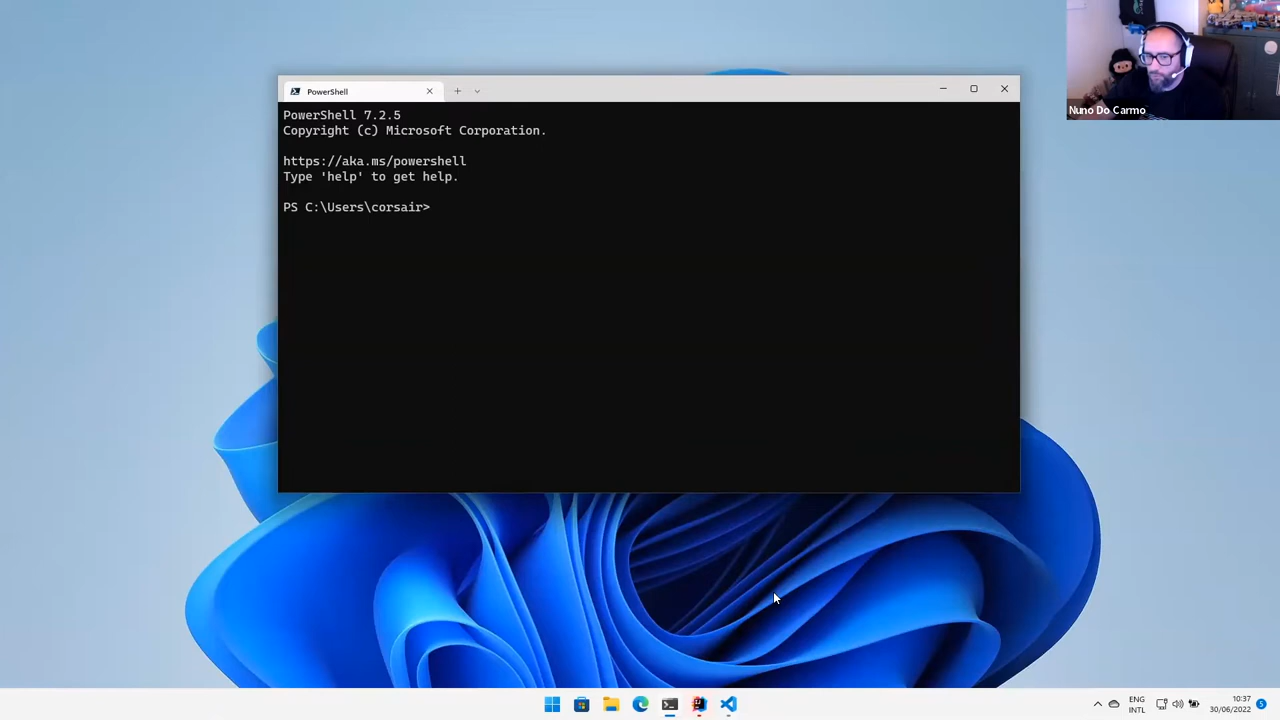 PowerShell
PowerShell 7.2.5
Copyright (c) Microsoft Corporation.
https://aka.ms/powershell
Type 'help' to get help.
PS C:\Users\corsair>
Nuno Do Carmo
ENG
INTL
10:37
30/06/2022
5